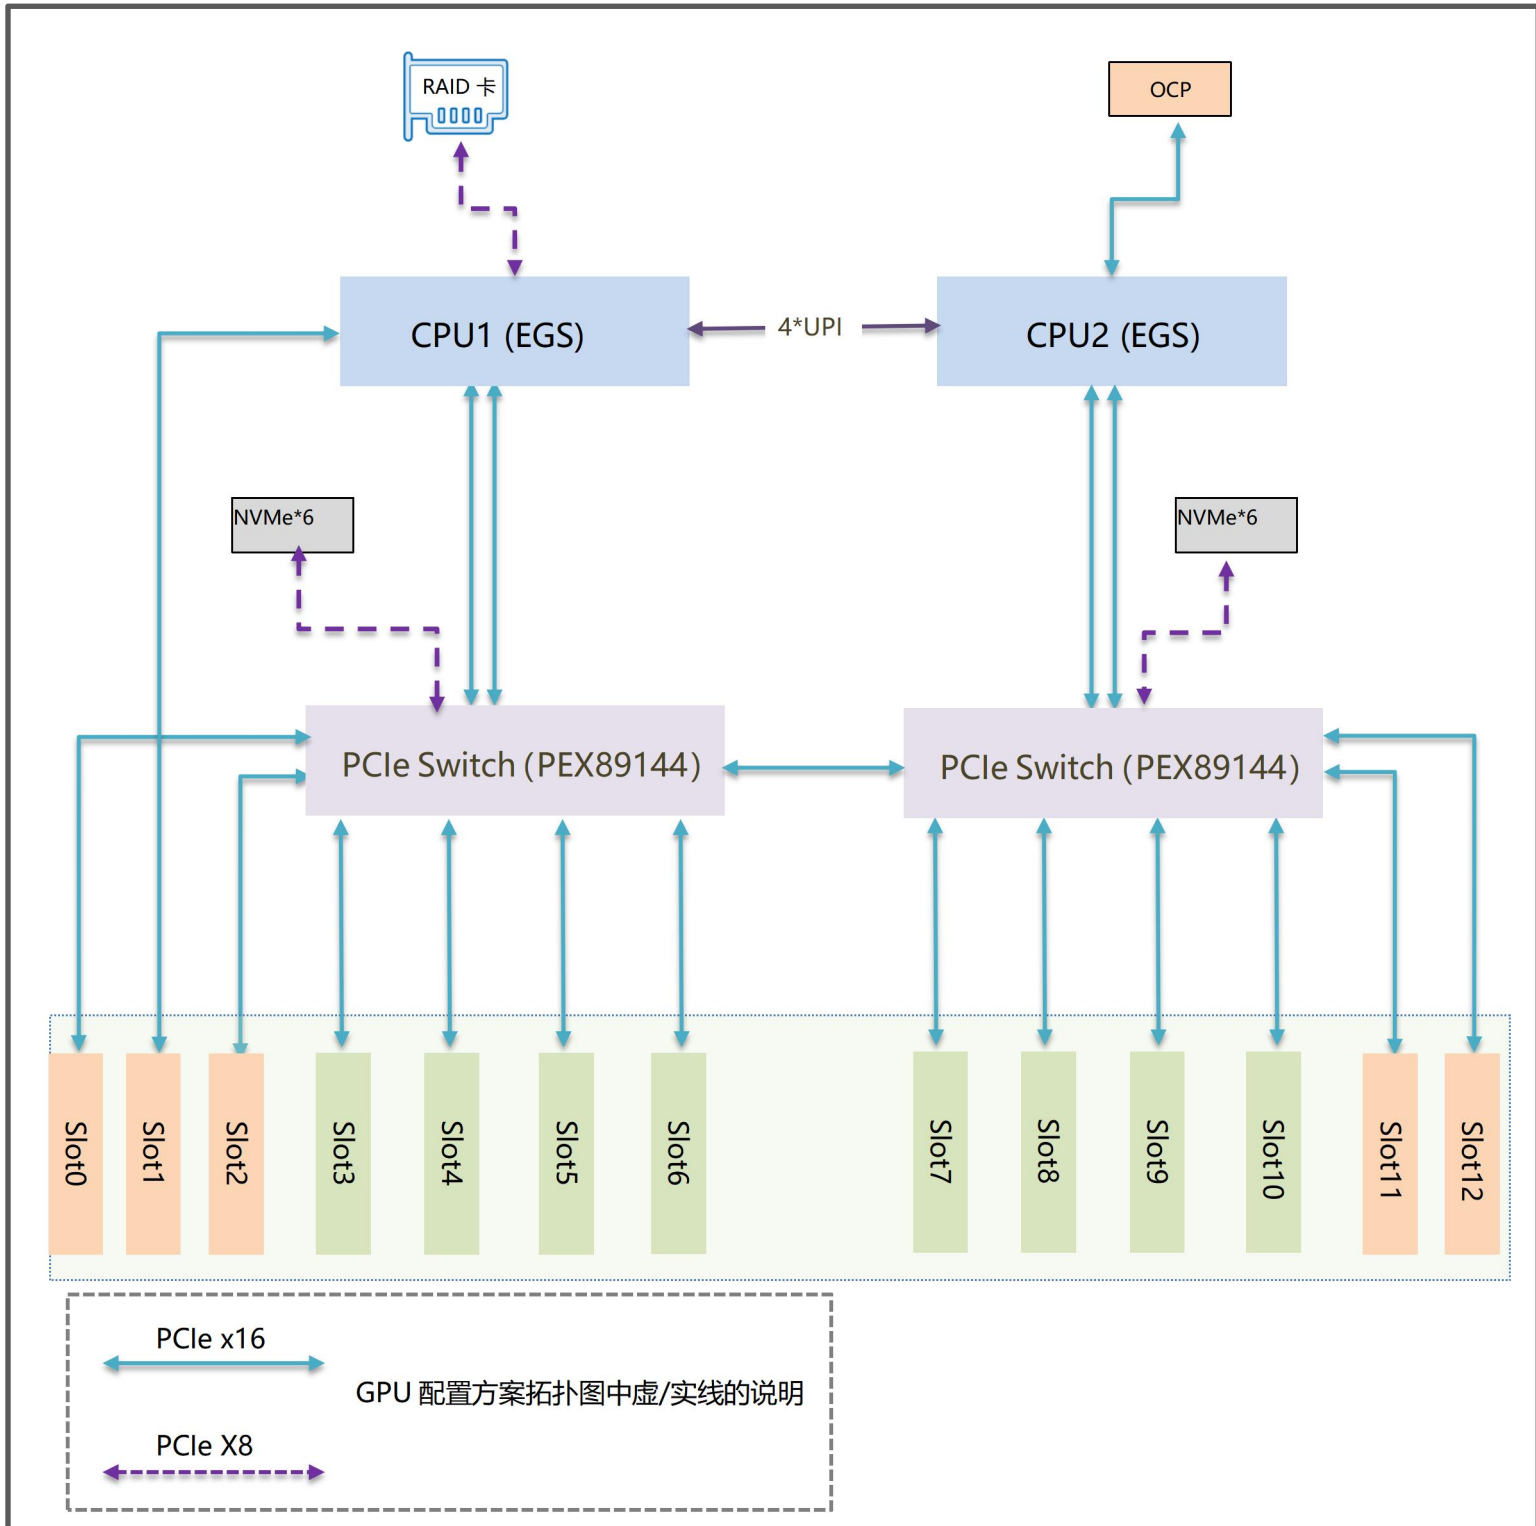 RAID 卡
OCP
CPU1 (EGS)
4*UPI
CPU2 (EGS)
NVMe*6
NVMe*6
PCIe Switch (PEX89144)
PCIe Switch (PEX89144)
Slot0
Slot1
Slot2
Slot3
Slot4
Slot5
Slot6
Slot7
Slot8
Slot9
Slot10
Slot11
Slot12
PCIe x16
GPU 配置方案拓扑图中虚/实线的说明
PCIe X8